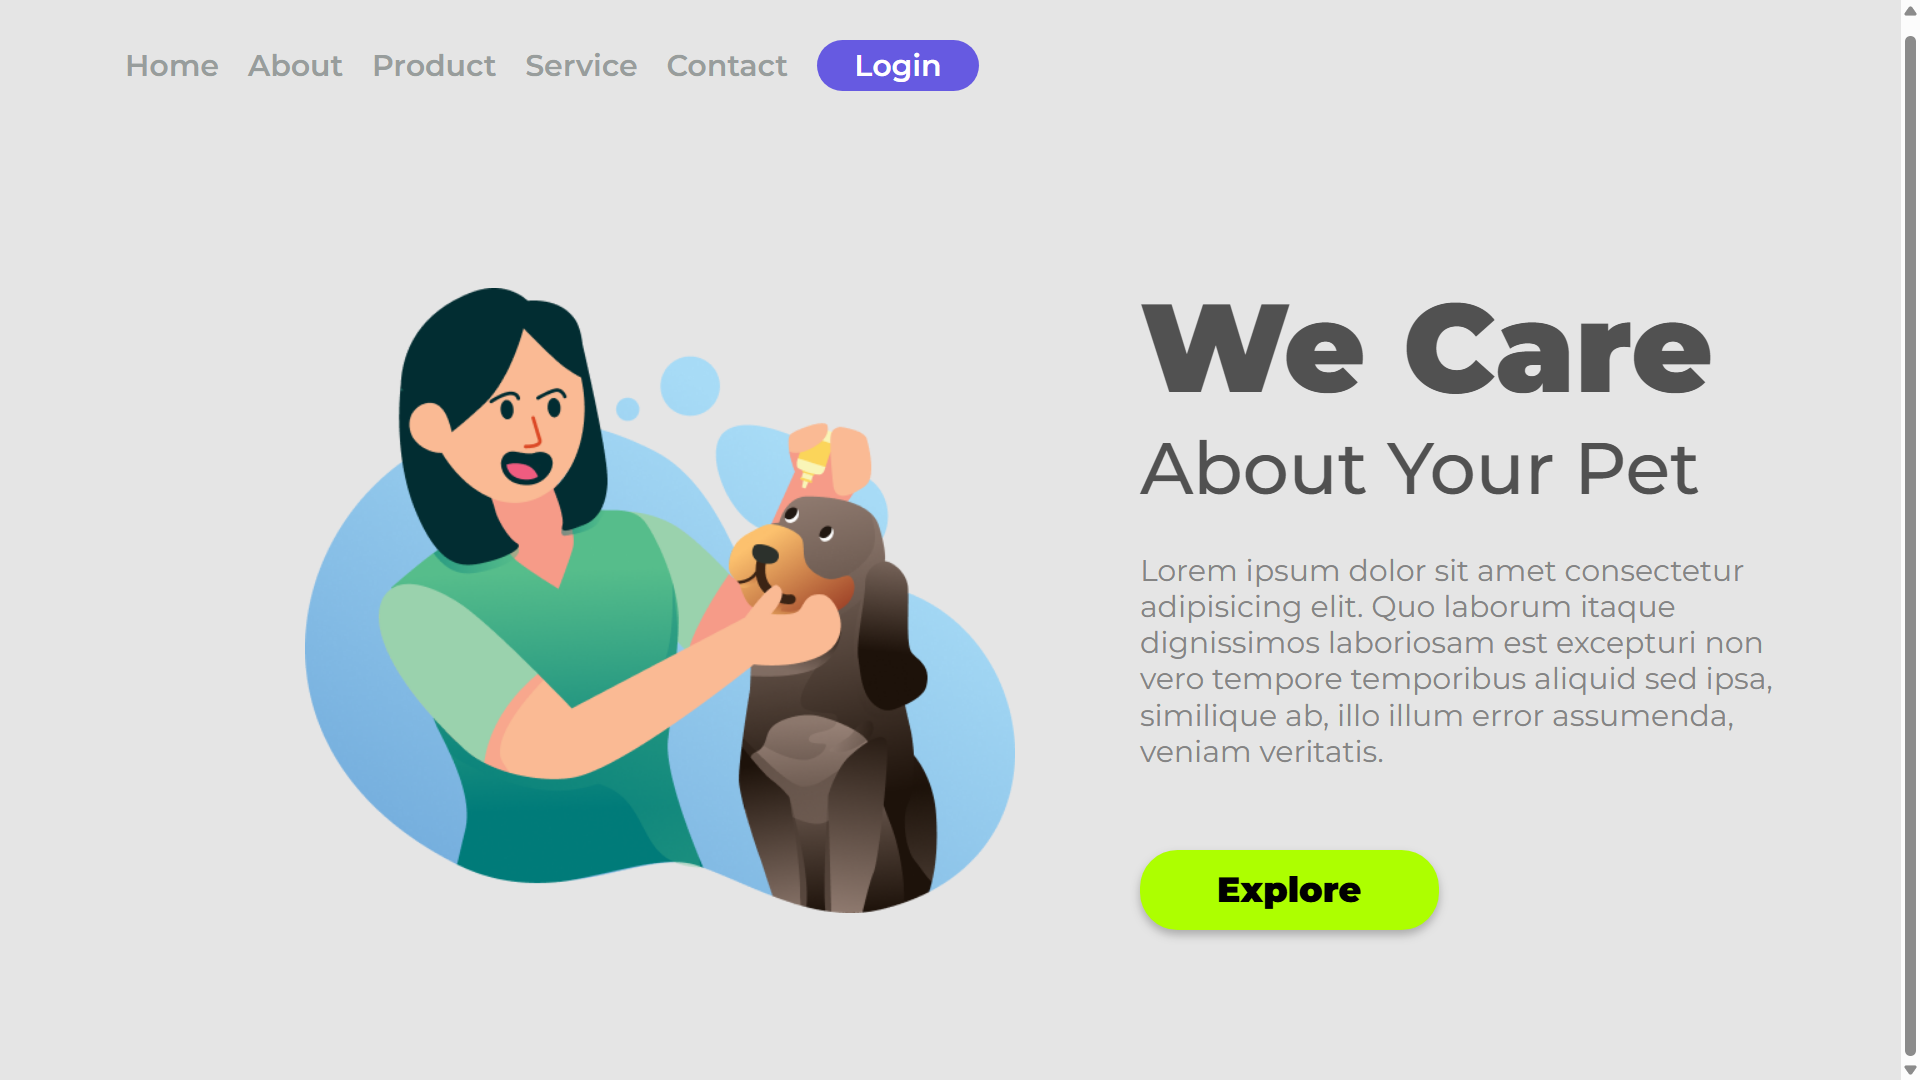 Home About Product Service Contact Login
We Care
About Your Pet
Lorem ipsum dolor sit amet consectetur
adipisicing elit. Quo laborum itaque
dignissimos laboriosam est excepturi non
vero tempore temporibus aliquid sed ipsa,
similique ab, illo illum error assumenda,
veniam veritatis.
Explore